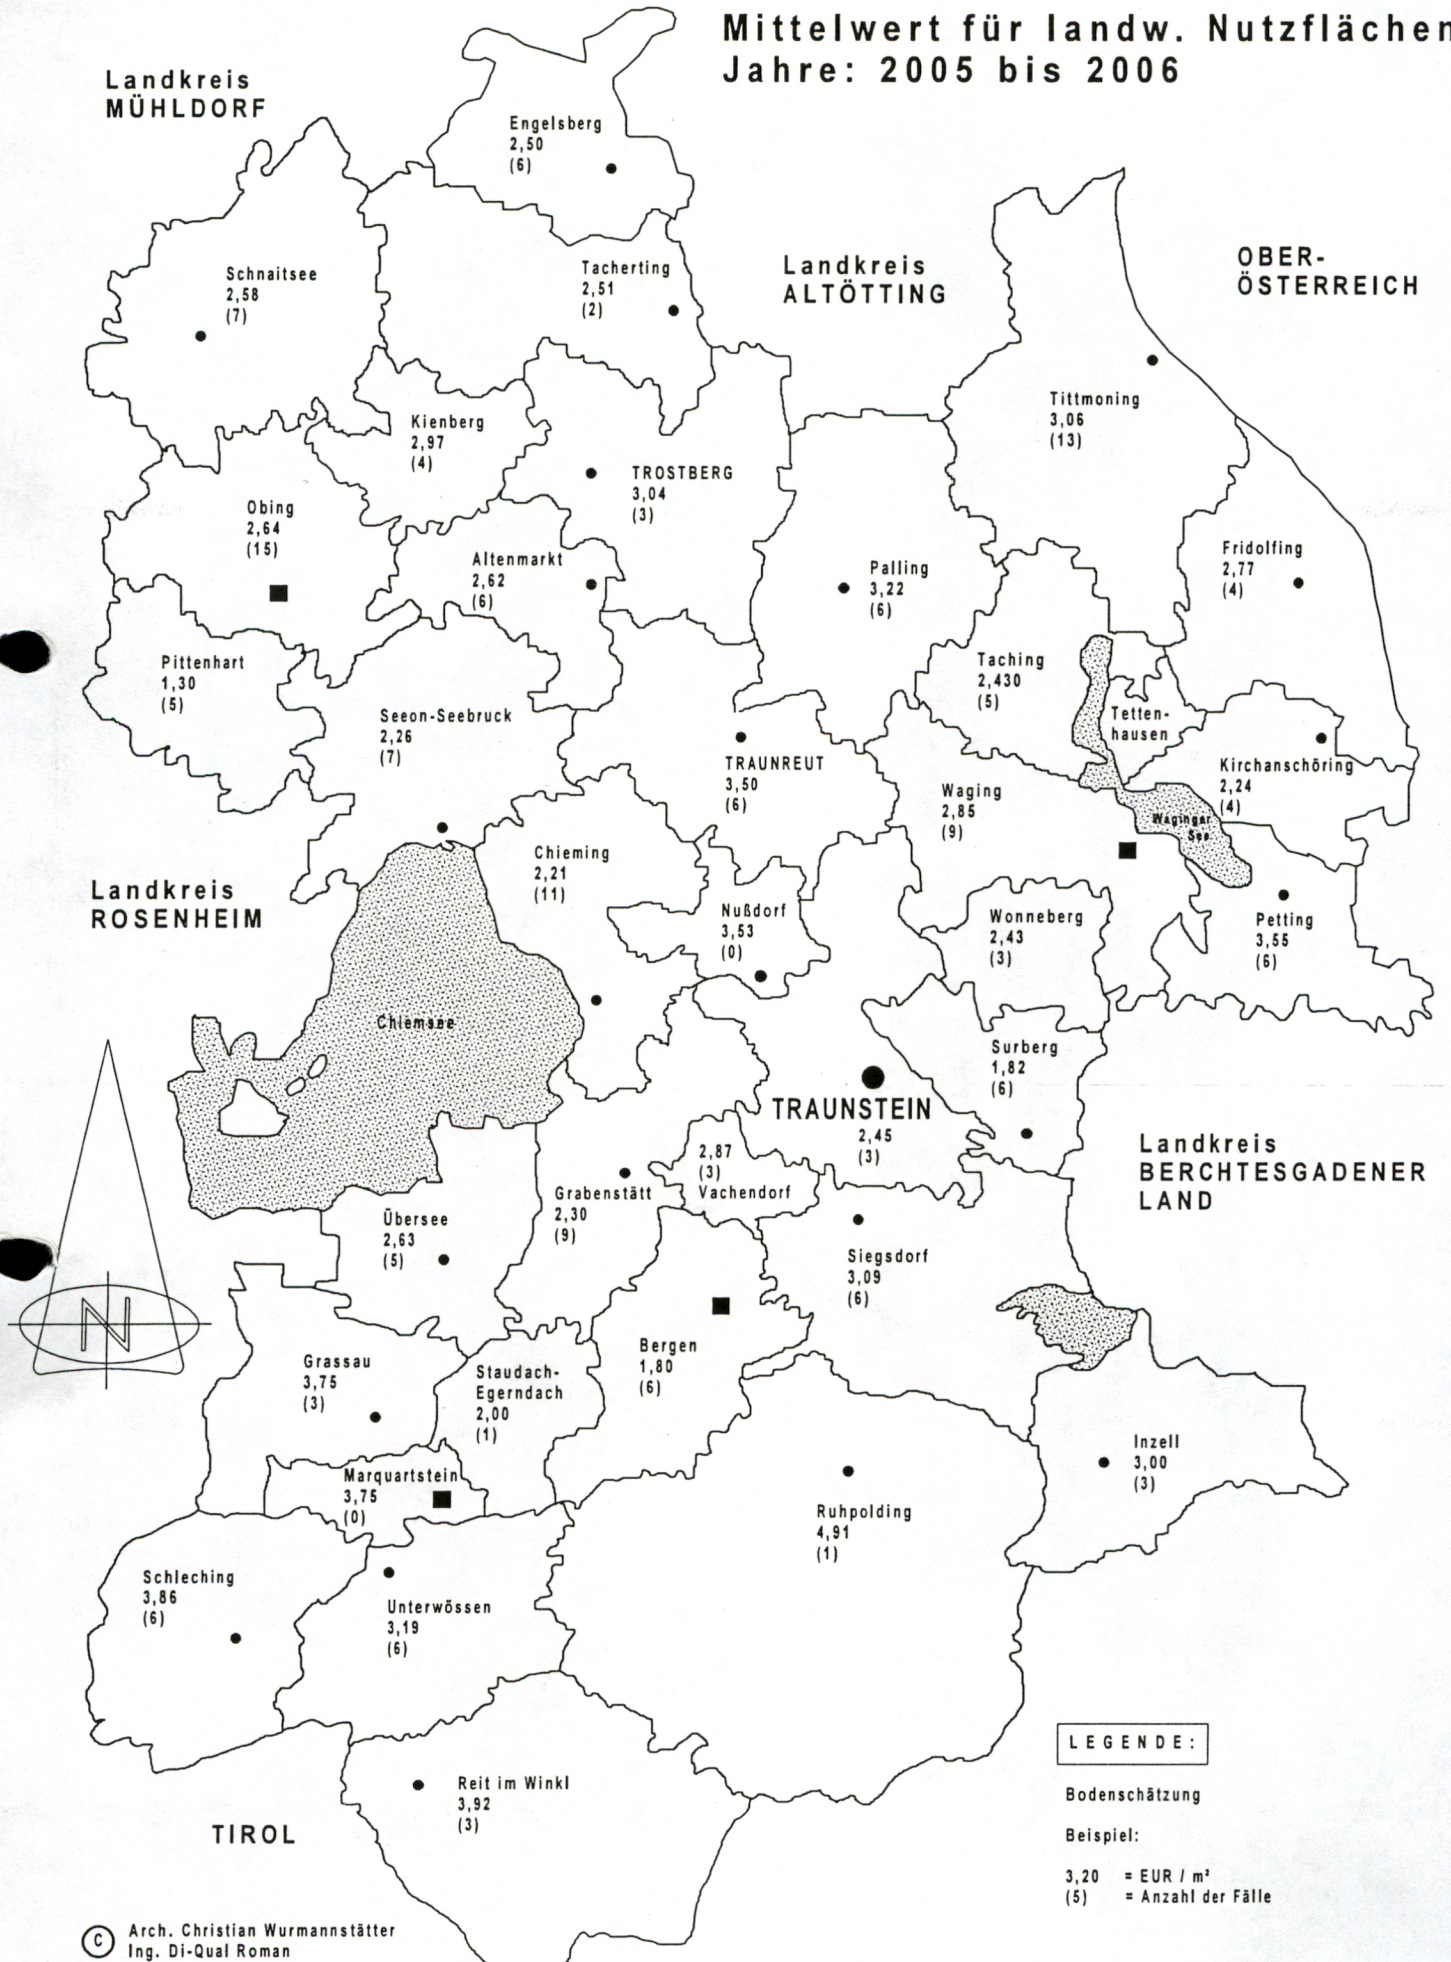 Mittelwert für landw. Nutzflächen
Jahre: 2005 bis 2006
Landkreis
MÜHLDORF
Engelsberg
2,50
(6)
Schnaitsee
2,58
(7)
Tacherting
2,51
(2)
Landkreis
ALTÖTTING
OBER-
ÖSTERREICH
Kienberg
2,97
(4)
TROSTBERG
3,04
(3)
Tittmoning
3,06
(13)
Obing
2,64
(15)
Altenmarkt
2,62
(6)
Palling
3,22
(6)
Fridolfing
2,77
(4)
Pittenhart
1,30
(5)
Seeon-Seebruck
2,26
(7)
Taching
2,430
(5)
Tetten-
hausen
TRAUNREUT
3,50
(6)
Waging
2,85
(9)
Kirchanschöring
2,24
(4)
Waginger
See
Landkreis
ROSENHEIM
Chieming
2,21
(11)
Nußdorf
3,53
(0)
Wonneberg
2,43
(3)
Petting
3,55
(6)
Chiemsee
Surberg
1,82
(6)
TRAUNSTEIN
2,45
(3)
Landkreis
BERCHTESGADENER
LAND
2,87
(3)
Vachendorf
Grabenstätt
2,30
(9)
Übersee
2,63
(5)
Siegsdorf
3,09
(6)
N
Bergen
1,80
(6)
Grassau
3,75
(3)
Staudach-
Egerndach
2,00
(1)
Inzell
3,00
(3)
Marquartstein
3,75
(0)
Ruhpolding
4,91
(1)
Schleching
3,86
(6)
Unterwössen
3,19
(6)
Reit im Winkl
3,92
(3)
TIROL
LEGENDE:
Bodenschätzung
Beispiel:
3,20 = EUR / m²
(5) = Anzahl der Fälle
C Arch. Christian Wurmannstätter
Ing. Di-Qual Roman